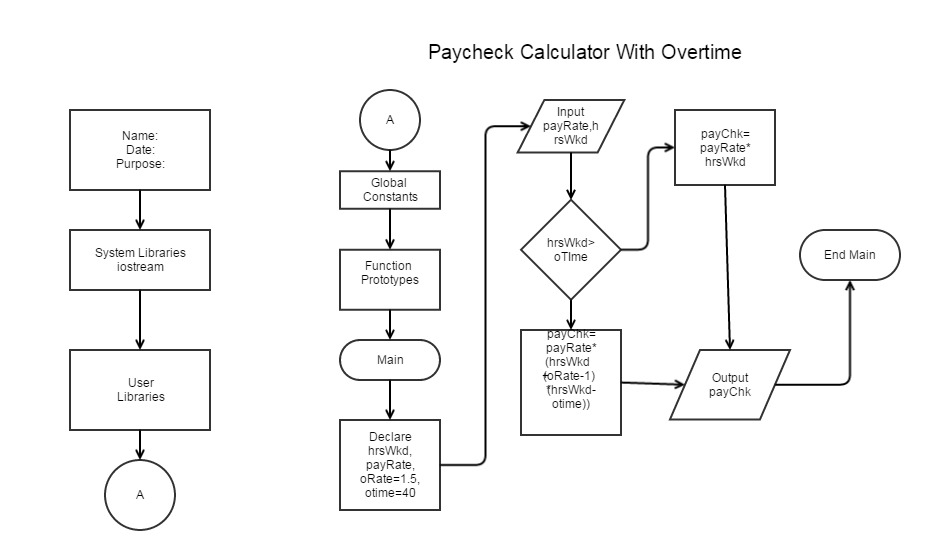 Paycheck Calculator With Overtime
Name:
Date:
Purpose:
System Libraries
iostream
User
Libraries
A
A
Global
Constants
Function
Prototypes
Main
Declare
hrsWkd,
payRate,
oRate=1.5,
otime=40
Input
payRate,h
rsWkd
hrsWkd>
oTIme
payChk=
payRate*
(hrsWkd
+(oRate-1)
*(hrsWkd-
otime))
payChk=
payRate*
hrsWkd
Output
payChk
End Main